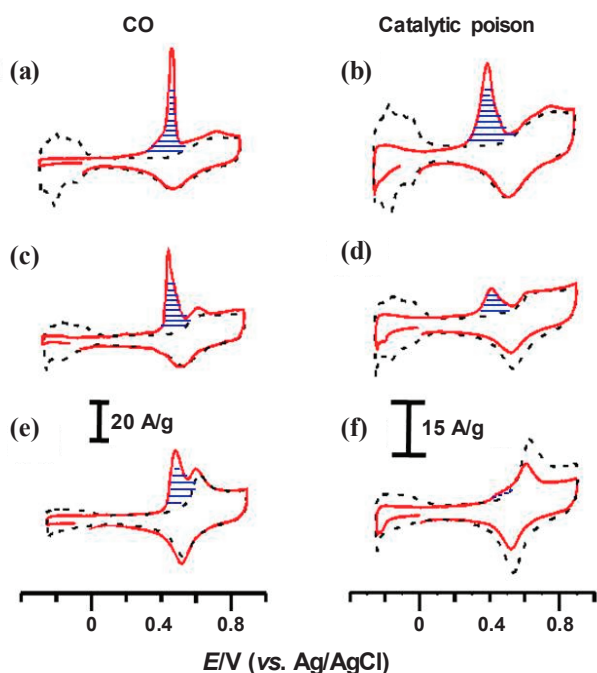 CO Catalytic poison
(a) (b)
(c) (d)
20 A/g 15 A/g
(e) (f)
0 0.4 0.8 0 0.4 0.8
E/V (vs. Ag/AgCl)